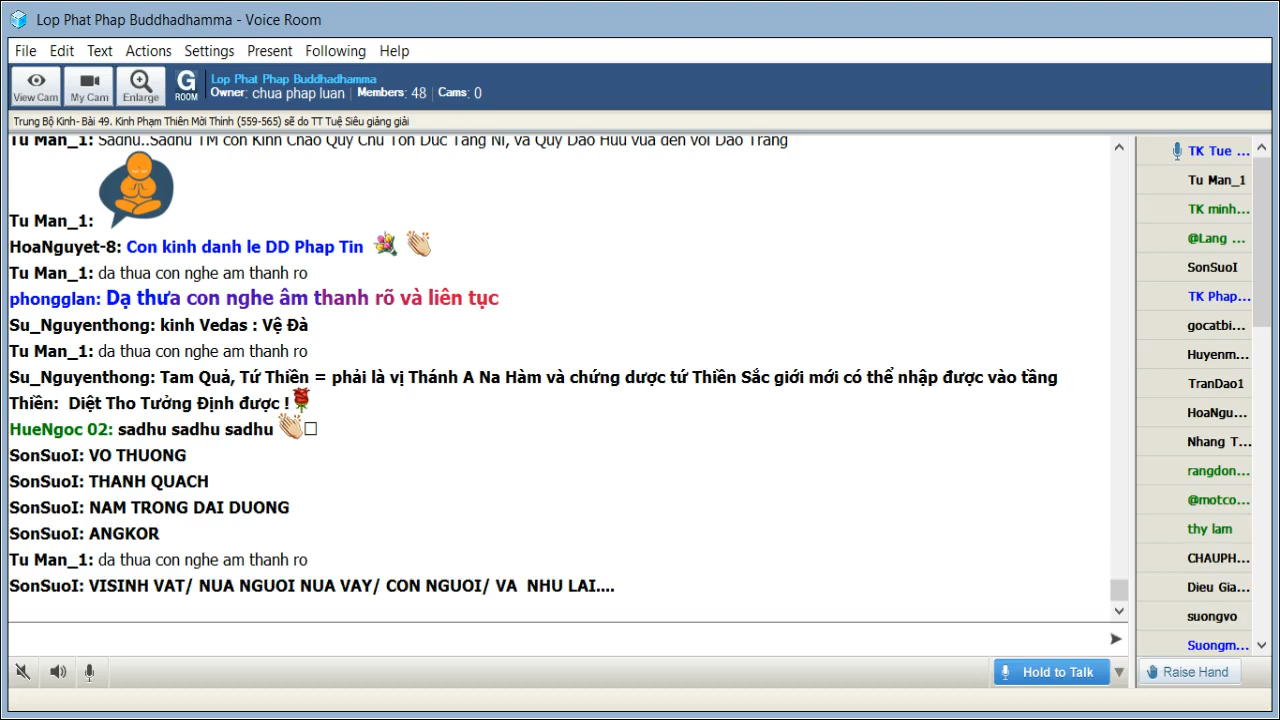 Lop Phat Phap Buddhadhamma - Voice Room
File Edit Text Actions Settings Present Following Help
View Cam My Cam Enlarge G ROOM
Lop Phat Phap Buddhadhamma
Owner: chua phap luan | Members: 48 | Cams: 0
Trung Bộ Kinh- Bài 49. Kinh Phạm Thiên Mời Thỉnh (559-565) sẽ do TT Tuệ Siêu giảng giải
Tu Man_1: Sadhu..Sadhu TM con Kinh Chao Quy Chu Ton Duc Tang Ni, va Quy Dao Huu vua den voi Dao Trang
Tu Man_1:
HoaNguyet-8: Con kinh danh le DD Phap Tin
Tu Man_1: da thua con nghe am thanh ro
phongglan: Dạ thưa con nghe âm thanh rõ và liên tục
Su_Nguyenthong: kinh Vedas : Vệ Đà
Tu Man_1: da thua con nghe am thanh ro
Su_Nguyenthong: Tam Quả, Tứ Thiền = phải là vị Thánh A Na Hàm và chứng dược tứ Thiền Sắc giới mới có thể nhập được vào tầng
Thiền: Diệt Thọ Tưởng Định được !
HueNgoc 02: sadhu sadhu sadhu
SonSuoI: VO THUONG
SonSuoI: THANH QUACH
SonSuoI: NAM TRONG DAI DUONG
SonSuoI: ANGKOR
Tu Man_1: da thua con nghe am thanh ro
SonSuoI: VISINH VAT/ NUA NGUOI NUA VAY/ CON NGUOI/ VA NHU LAI....
TK Tue ...
Tu Man_1
TK minh...
@Lang ...
SonSuoI
TK Phap...
gocatbi...
Huyenm...
TranDao1
HoaNgu...
Nhang T...
rangdon...
@motco...
thy lam
CHAUPH...
Dieu Gia...
suongvo
Suongm...
Hold to Talk
Raise Hand